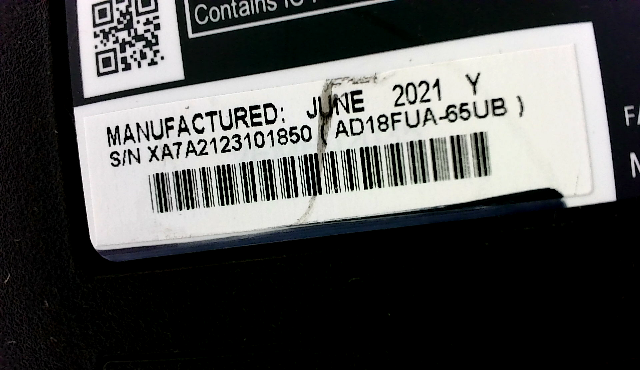 Contains IC
MANUFACTURED: JUNE 2021 Y
S/N XA7A2123101850 ( AD18FUA-65UB )